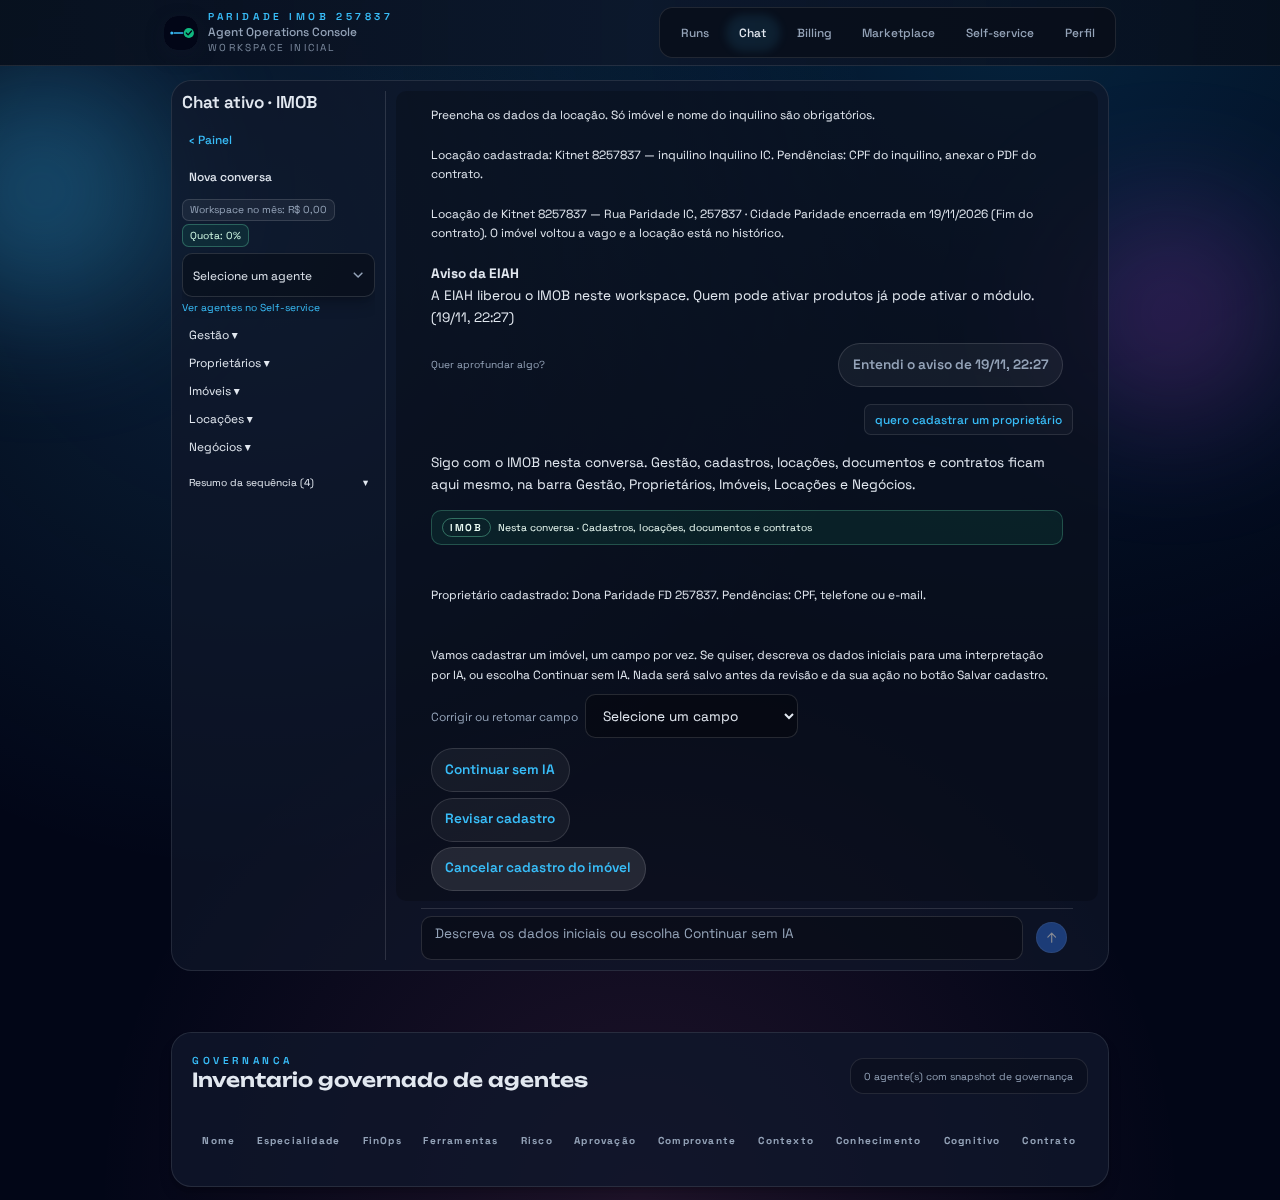 PARIDADE IMOB 257837
Agent Operations Console
WORKSPACE INICIAL
Runs
Chat
Billing
Marketplace
Self-service
Perfil
Chat ativo · IMOB
< Painel
Nova conversa
Workspace no mês: R$ 0,00
Quota: 0%
Selecione um agente
Ver agentes no Self-service
Gestão ▾
Proprietários ▾
Imóveis ▾
Locações ▾
Negócios ▾
Resumo da sequência (4) ▾
Preencha os dados da locação. Só imóvel e nome do inquilino são obrigatórios.
Locação cadastrada: Kitnet 8257837 — inquilino Inquilino IC. Pendências: CPF do inquilino, anexar o PDF do
contrato.
Locação de Kitnet 8257837 — Rua Paridade IC, 257837 · Cidade Paridade encerrada em 19/11/2026 (Fim do
contrato). O imóvel voltou a vago e a locação está no histórico.
Aviso da EIAH
A EIAH liberou o IMOB neste workspace. Quem pode ativar produtos já pode ativar o módulo.
(19/11, 22:27)
Quer aprofundar algo?
Entendi o aviso de 19/11, 22:27
quero cadastrar um proprietário
Sigo com o IMOB nesta conversa. Gestão, cadastros, locações, documentos e contratos ficam
aqui mesmo, na barra Gestão, Proprietários, Imóveis, Locações e Negócios.
IMOB Nesta conversa · Cadastros, locações, documentos e contratos
Proprietário cadastrado: Dona Paridade FD 257837. Pendências: CPF, telefone ou e-mail.
Vamos cadastrar um imóvel, um campo por vez. Se quiser, descreva os dados iniciais para uma interpretação
por IA, ou escolha Continuar sem IA. Nada será salvo antes da revisão e da sua ação no botão Salvar cadastro.
Corrigir ou retomar campo
Selecione um campo
Continuar sem IA
Revisar cadastro
Cancelar cadastro do imóvel
Descreva os dados iniciais ou escolha Continuar sem IA
↑
GOVERNANCA
Inventario governado de agentes
0 agente(s) com snapshot de governança
Nome Especialidade FinOps Ferramentas Risco Aprovação Comprovante Contexto Conhecimento Cognitivo Contrato